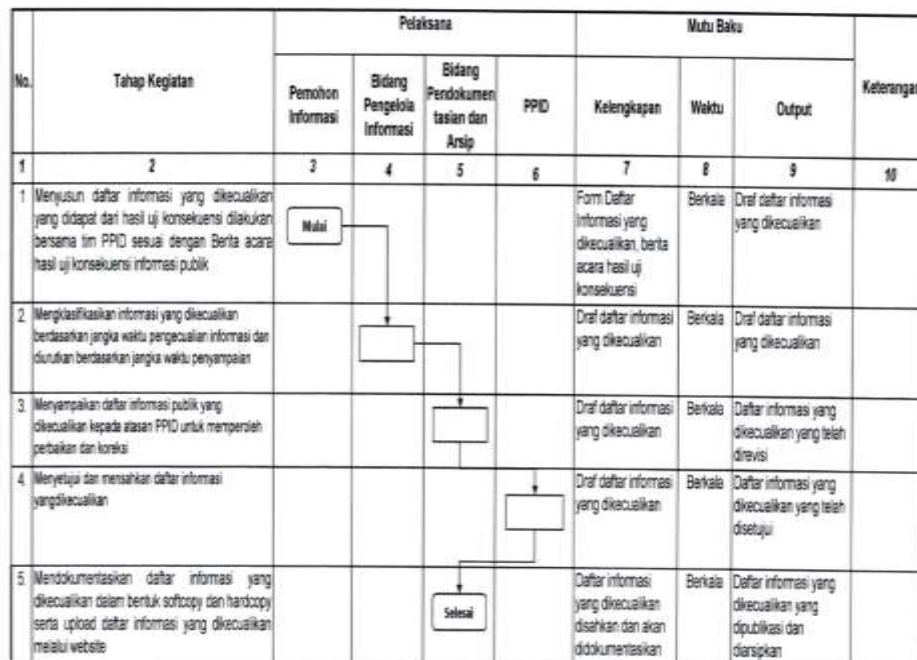 No.
Tahap Kegiatan
Pelaksana
Mutu Baku
Keterangan
Pemohon
Informasi
Bidang
Pengelola
Informasi
Bidang
Pendokumen
tasian dan
Arsip
PPID
Kelengkapan
Waktu
Output
1 2 3 4 5 6 7 8 9 10
1 Menyusun daftar informasi yang dikecualikan
yang didapat dari hasil uji konsekuensi dilakukan
bersama tim PPID sesuai dengan Berita acara
hasil uji konsekuensi informasi publik
Mulai
Form Daftar
Informasi yang
dikecualikan, berita
acara hasil uji
konsekuensi
Berkala
Draf daftar informasi
yang dikecualikan
2. Mengklasifikasikan informasi yang dikecualikan
berdasarkan jangka waktu pengecualian informasi dan
diurutkan berdasarkan jangka waktu penyampaian
Draf daftar informasi
yang dikecualikan
Berkala
Draf daftar informasi
yang dikecualikan
3. Menyampaikan daftar informasi publik yang
dikecualikan kepada atasan PPID untuk memperoleh
perbaikan dan koreksi
Draf daftar informasi
yang dikecualikan
Berkala
Daftar informasi yang
dikecualikan yang telah
direvisi
4. Menyetujui dan mensahkan daftar informasi
yangdikecualikan
Draf daftar informasi
yang dikecualikan
Berkala
Daftar informasi yang
dikecualikan yang telah
disetujui
5. Mendokumentasikan daftar informasi yang
dikecualikan dalam bentuk softcopy dan hardcopy
serta upload daftar informasi yang dikecualikan
melalui website
Selesai
Daftar informasi
yang dikecualikan
disahkan dan akan
didokumentasikan
Berkala
Daftar informasi yang
dikecualikan yang
dipublikasi dan
diarsipkan